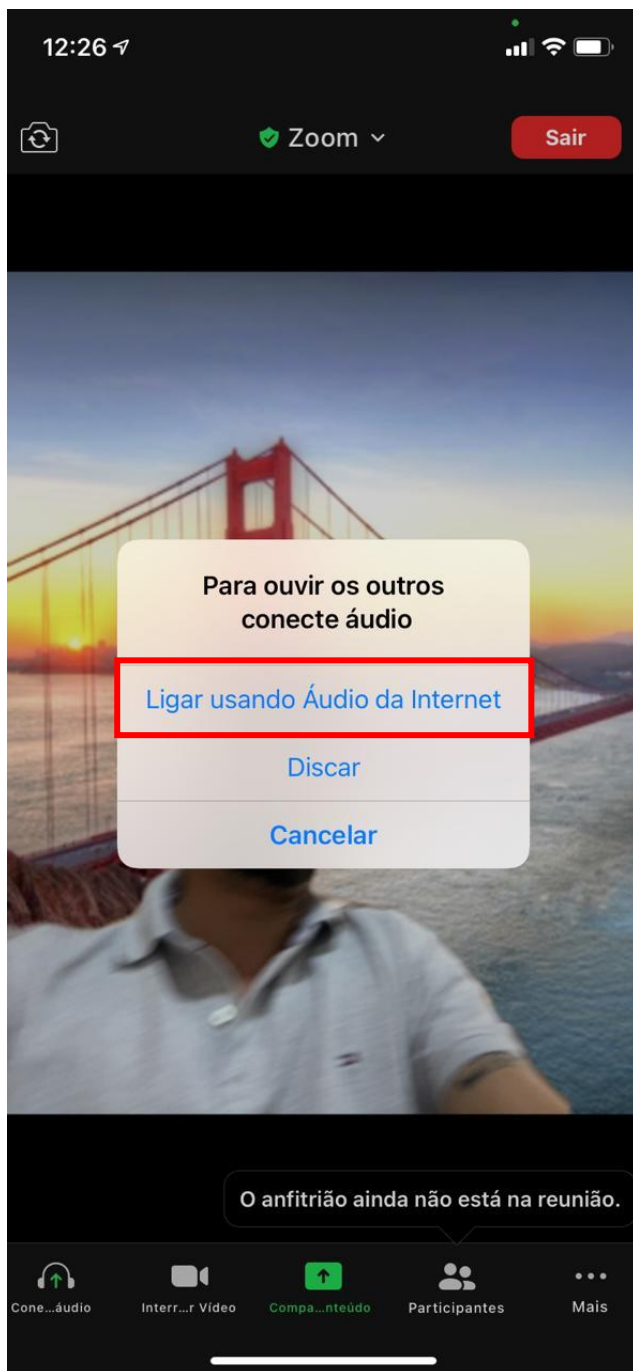 12:26
Zoom
Sair
Para ouvir os outros
conecte áudio
Ligar usando Áudio da Internet
Discar
Cancelar
O anfitrião ainda não está na reunião.
Cone...áudio
Interr...r Vídeo
Compa...nteúdo
Participantes
Mais